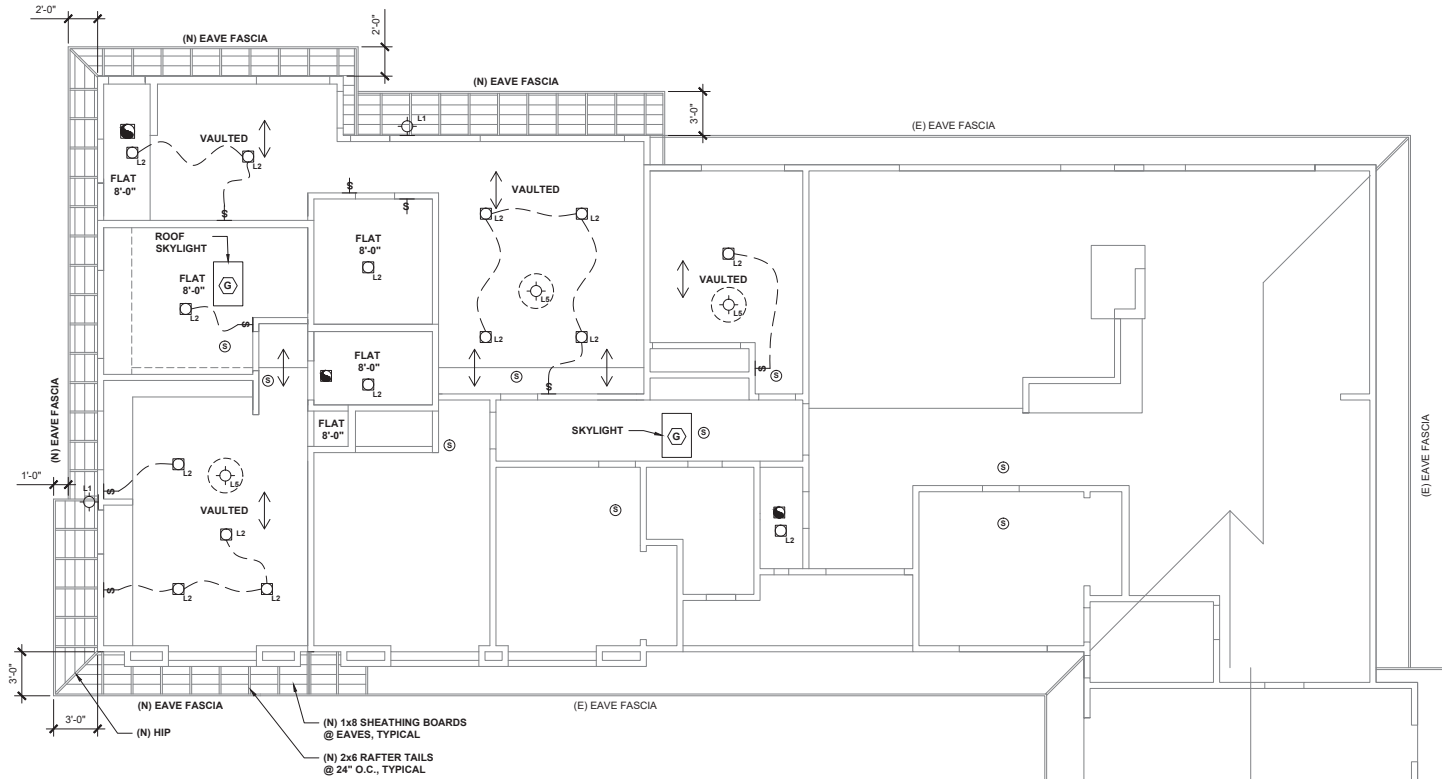 2'-0"
2'-0"
(N) EAVE FASCIA
(N) EAVE FASCIA
3'-0"
(E) EAVE FASCIA
L1
VAULTED
L2
L2
FLAT
8'-0"
S
S
S
VAULTED
L2
L2
ROOF
SKYLIGHT
FLAT
8'-0"
L2
FLAT
8'-0"
G
L2
S
S
L5
L2
L2
L2
VAULTED
L5
S
S
S
S
S
FLAT
8'-0"
L2
FLAT
8'-0"
S
SKYLIGHT
G
S
(N) EAVE FASCIA
1'-0"
L1
S
L2
L5
VAULTED
L2
S
L2
L2
S
L2
S
S
(E) EAVE FASCIA
3'-0"
3'-0"
(N) EAVE FASCIA
(E) EAVE FASCIA
(N) HIP
(N) 1x8 SHEATHING BOARDS
@ EAVES, TYPICAL
(N) 2x6 RAFTER TAILS
@ 24" O.C., TYPICAL